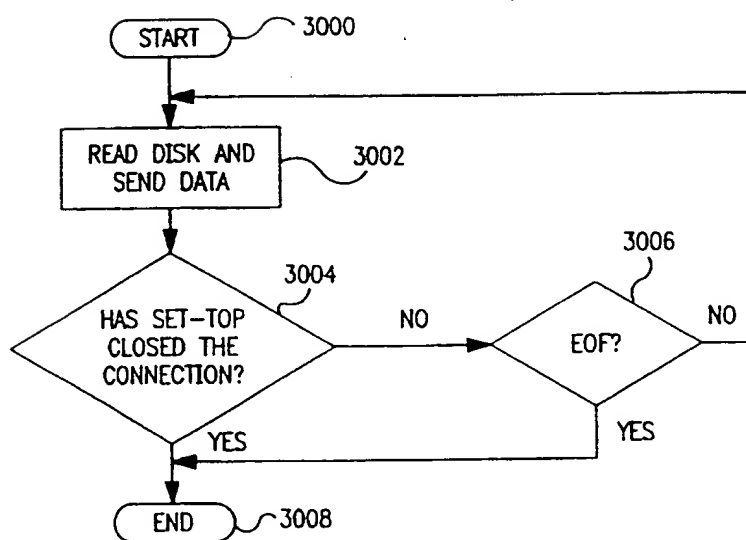 START
3000
READ DISK AND
SEND DATA
3002
HAS SET-TOP
CLOSED THE
CONNECTION?
3004
NO
EOF?
3006
NO
YES
YES
END
3008